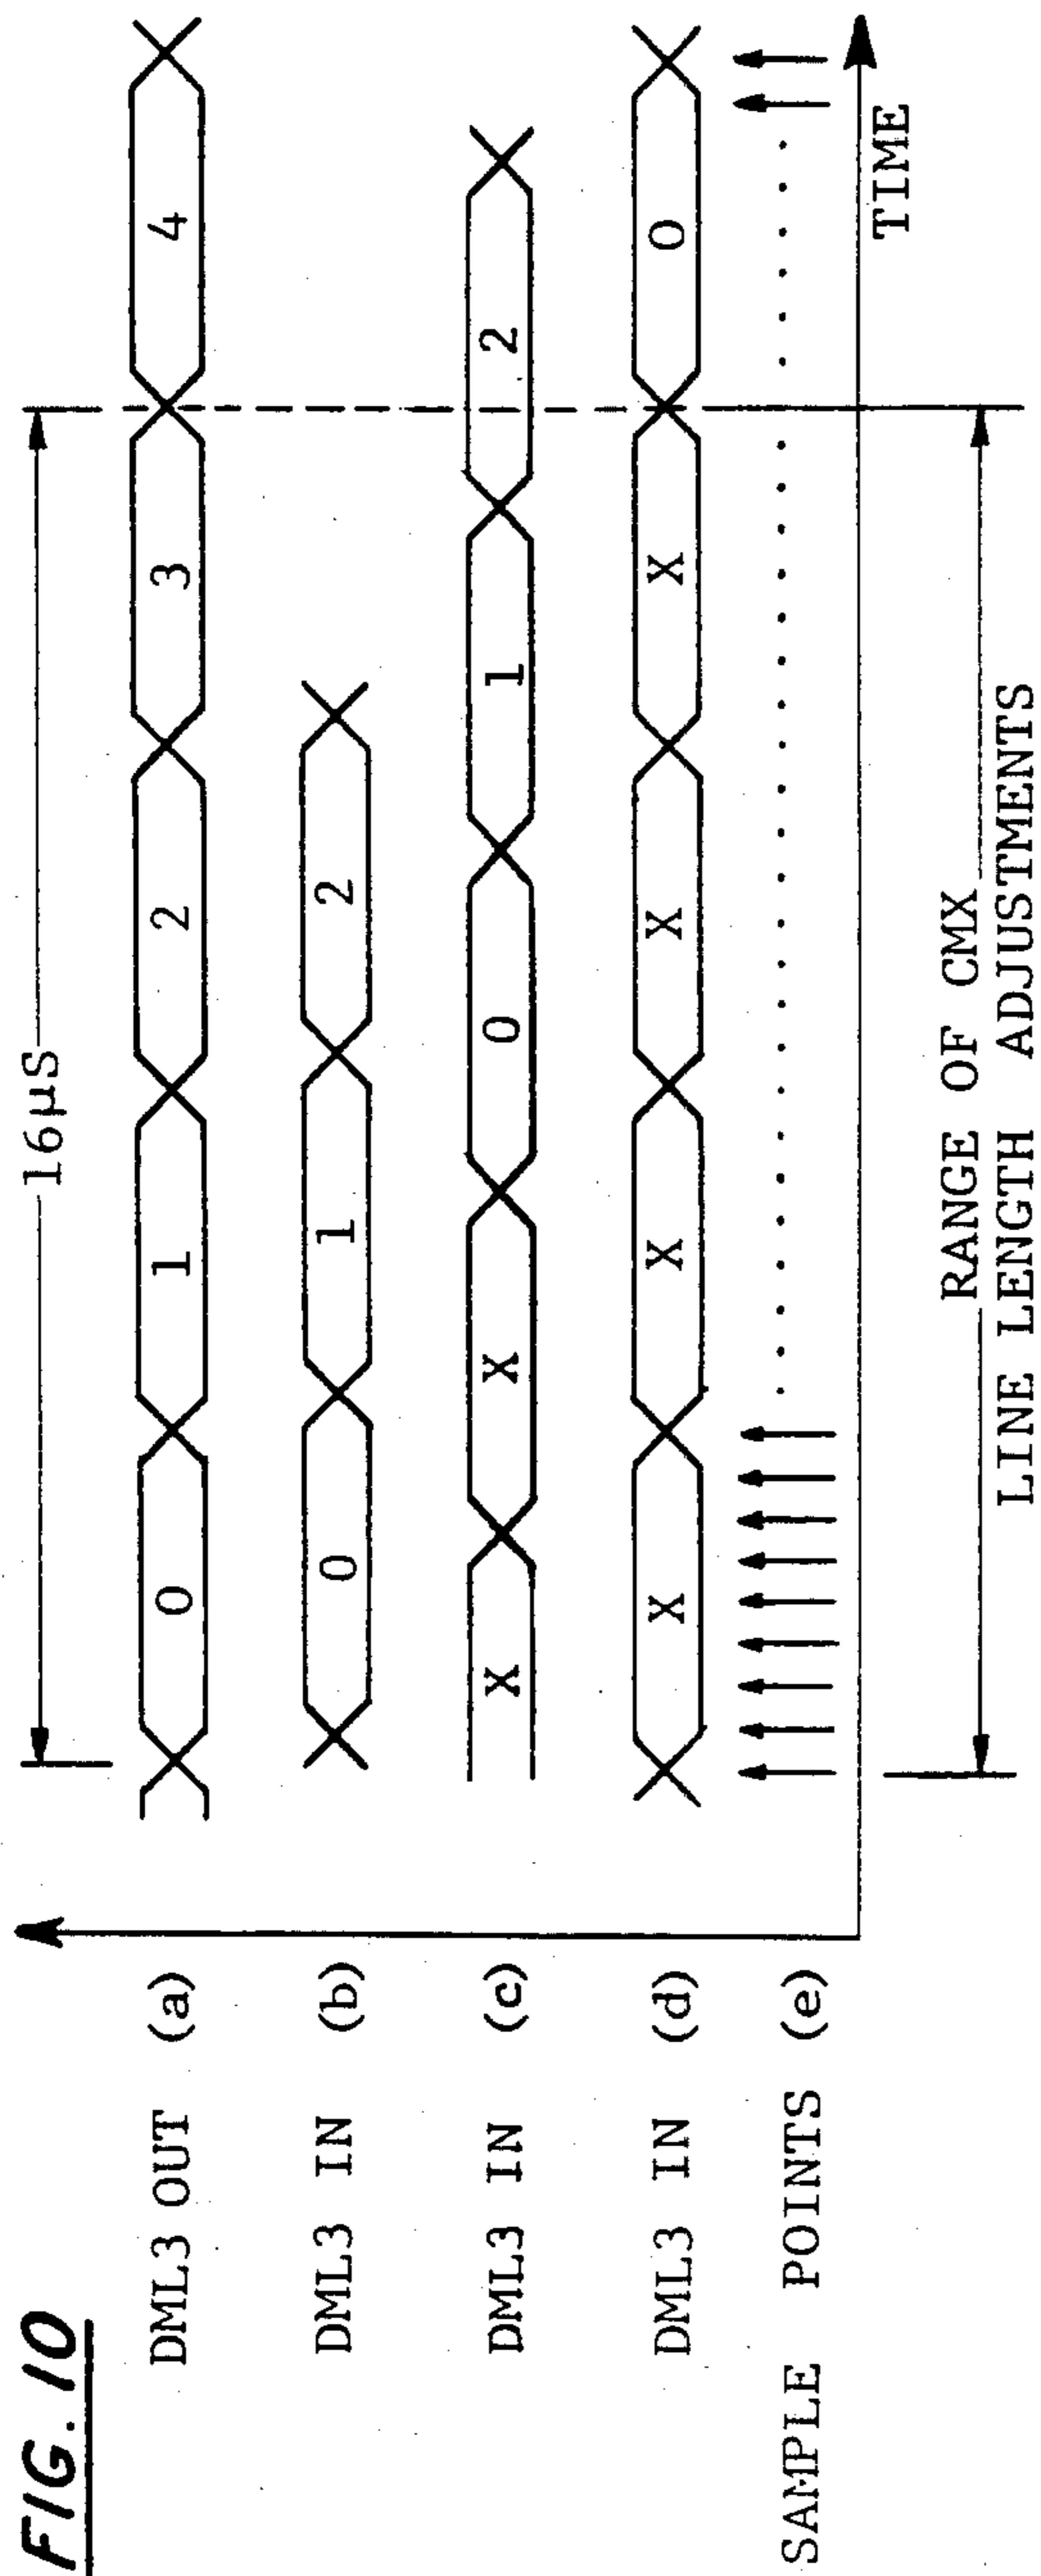 FIG. 10
16µS
DML3 OUT (a) 0 1 2 3 4
DML3 IN (b) 0 1 2
DML3 IN (c) X X 0 1 2
DML3 IN (d) X X X X 0
SAMPLE POINTS (e)
TIME
RANGE OF CMX
LINE LENGTH ADJUSTMENTS